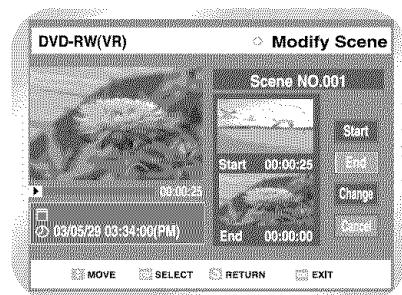 DVD-RW(VR)
Modify Scene
Scene NO.001
Start 00:00:25
End 00:00:00
Start
End
Change
Cancel
00:00:25
03/05/29 03:34:00(PM)
MOVE SELECT RETURN EXIT